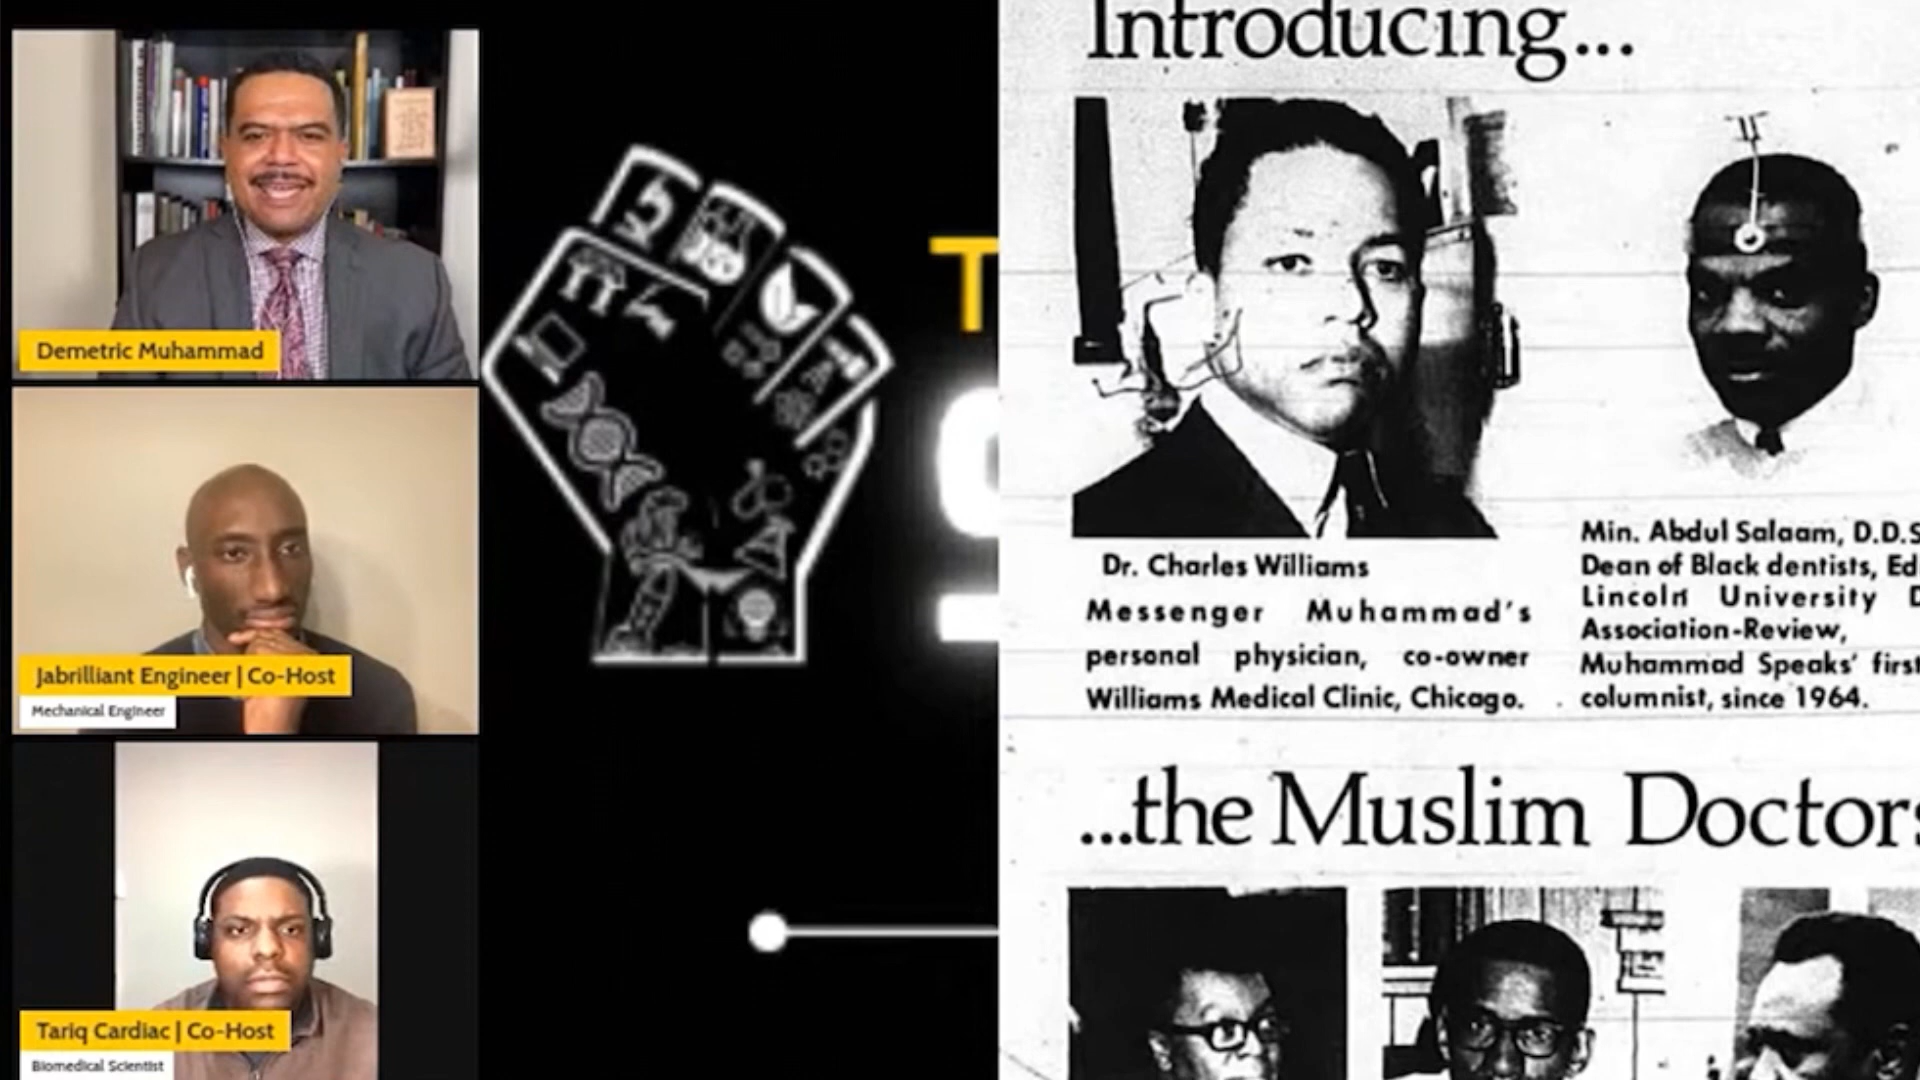 Demetric Muhammad
Jabrilliant Engineer | Co-Host
Mechanical Engineer
Tariq Cardiac | Co-Host
Biomedical Scientist
T
Introducing...
Dr. Charles Williams
Messenger Muhammad's
personal physician, co-owner
Williams Medical Clinic, Chicago.
Min. Abdul Salaam, D.D.S
Dean of Black dentists, Ed
Lincoln University D
Association-Review,
Muhammad Speaks' first
columnist, since 1964.
...the Muslim Doctors